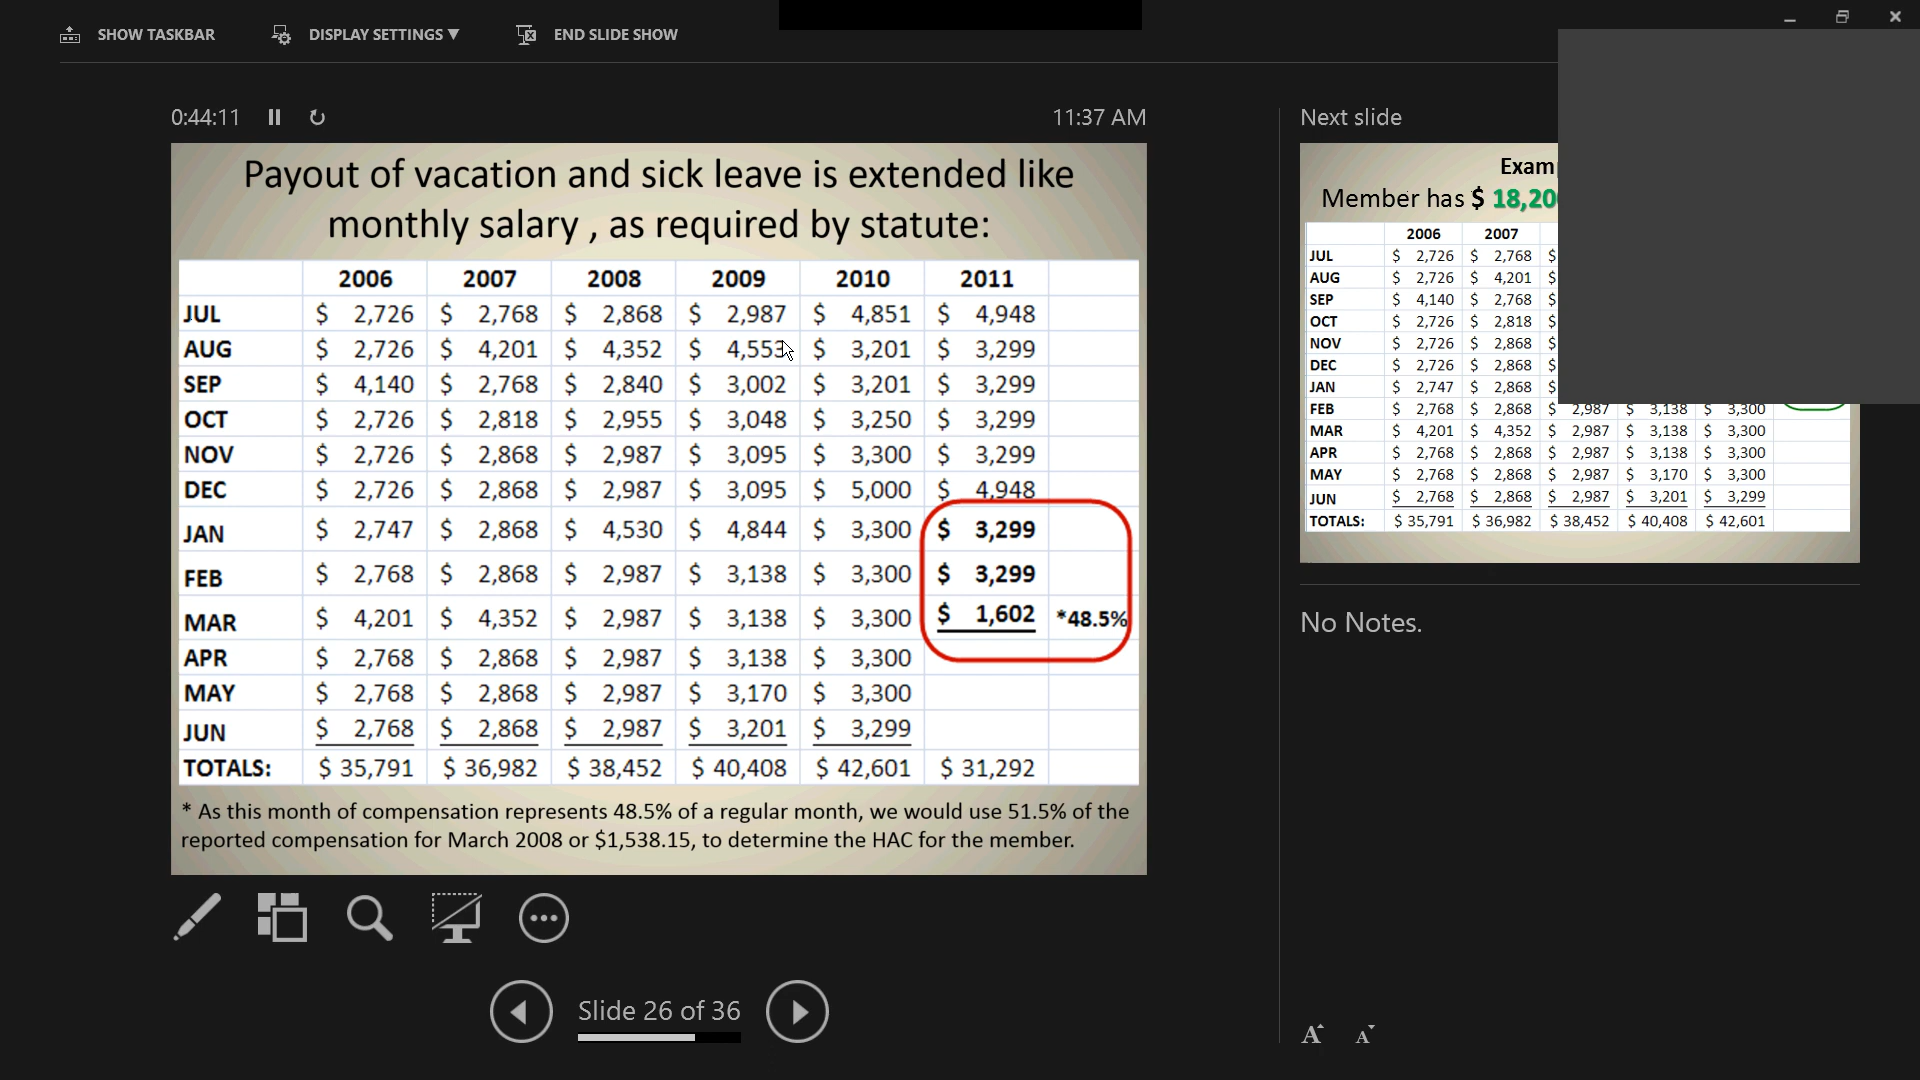 SHOW TASKBAR DISPLAY SETTINGS ▼ END SLIDE SHOW
0:44:11 11:37 AM
Payout of vacation and sick leave is extended like
monthly salary , as required by statute:
2006 2007 2008 2009 2010 2011
JUL $ 2,726 $ 2,768 $ 2,868 $ 2,987 $ 4,851 $ 4,948
AUG $ 2,726 $ 4,201 $ 4,352 $ 4,553 $ 3,201 $ 3,299
SEP $ 4,140 $ 2,768 $ 2,840 $ 3,002 $ 3,201 $ 3,299
OCT $ 2,726 $ 2,818 $ 2,955 $ 3,048 $ 3,250 $ 3,299
NOV $ 2,726 $ 2,868 $ 2,987 $ 3,095 $ 3,300 $ 3,299
DEC $ 2,726 $ 2,868 $ 2,987 $ 3,095 $ 5,000 $ 4,948
JAN $ 2,747 $ 2,868 $ 4,530 $ 4,844 $ 3,300 $ 3,299
FEB $ 2,768 $ 2,868 $ 2,987 $ 3,138 $ 3,300 $ 3,299
MAR $ 4,201 $ 4,352 $ 2,987 $ 3,138 $ 3,300 $ 1,602 *48.5%
APR $ 2,768 $ 2,868 $ 2,987 $ 3,138 $ 3,300
MAY $ 2,768 $ 2,868 $ 2,987 $ 3,170 $ 3,300
JUN $ 2,768 $ 2,868 $ 2,987 $ 3,201 $ 3,299
TOTALS: $ 35,791 $ 36,982 $ 38,452 $ 40,408 $ 42,601 $ 31,292
* As this month of compensation represents 48.5% of a regular month, we would use 51.5% of the
reported compensation for March 2008 or $1,538.15, to determine the HAC for the member.
Slide 26 of 36
Next slide
Member has $
2006 2007
JUL $ 2,726 $ 2,768 $
AUG $ 2,726 $ 4,201 $
SEP $ 4,140 $ 2,768 $
OCT $ 2,726 $ 2,818 $
NOV $ 2,726 $ 2,868 $
DEC $ 2,726 $ 2,868 $
JAN $ 2,747 $ 2,868 $
FEB $ 2,768 $ 2,868 $ 2,987 $ 3,138 $ 3,300
MAR $ 4,201 $ 4,352 $ 2,987 $ 3,138 $ 3,300
APR $ 2,768 $ 2,868 $ 2,987 $ 3,138 $ 3,300
MAY $ 2,768 $ 2,868 $ 2,987 $ 3,170 $ 3,300
JUN $ 2,768 $ 2,868 $ 2,987 $ 3,201 $ 3,299
TOTALS: $ 35,791 $ 36,982 $ 38,452 $ 40,408 $ 42,601
No Notes.
A A